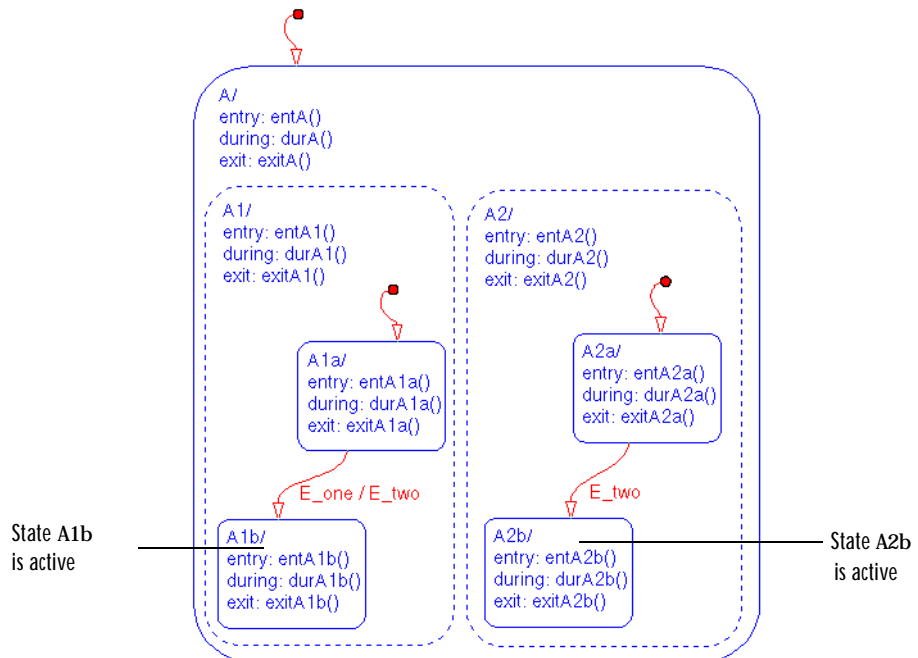 A/
entry: entA()
during: durA()
exit: exitA()
A1/
entry: entA1()
during: durA1()
exit: exitA1()
A2/
entry: entA2()
during: durA2()
exit: exitA2()
A1a/
entry: entA1a()
during: durA1a()
exit: exitA1a()
A2a/
entry: entA2a()
during: durA2a()
exit: exitA2a()
E_one / E_two
E_two
State A1b
is active
A1b/
entry: entA1b()
during: durA1b()
exit: exitA1b()
A2b/
entry: entA2b()
during: durA2b()
exit: exitA2b()
State A2b
is active